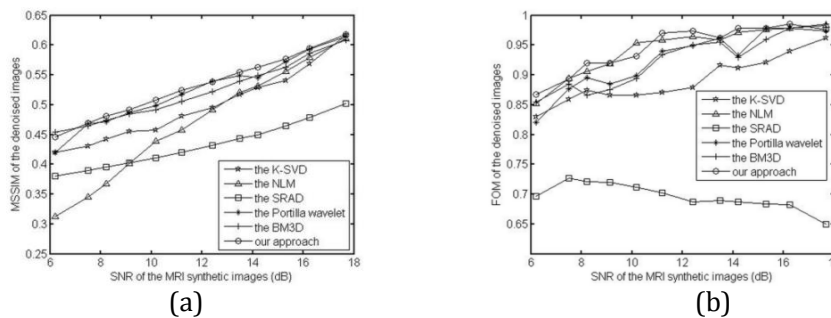 0.65
0.6
0.55
0.5
0.45
0.4
0.35
0.3
0.25
MSSIM of the denoised images
the K-SVD
the NLM
the SRAD
the Portilla wavelet
the BM3D
our approach
6 8 10 12 14 16 18
SNR of the MRI synthetic images (dB)
(a)
1
0.95
0.9
0.85
0.8
0.75
0.7
0.65
FOM of the denoised images
the K-SVD
the NLM
the SRAD
the Portilla wavelet
the BM3D
our approach
6 8 10 12 14 16
SNR of the MRI synthetic images (dB)
(b)